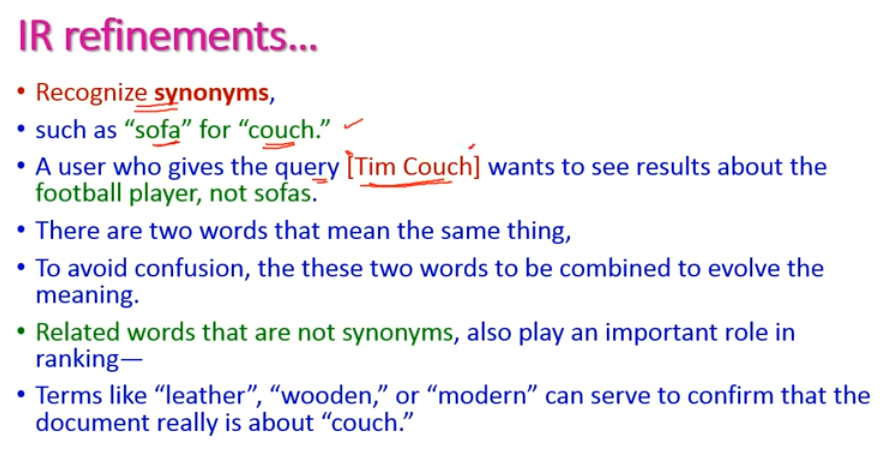 IR refinements...
• Recognize synonyms,
• such as “sofa” for “couch.”
• A user who gives the query [Tim Couch] wants to see results about the
football player, not sofas.
• There are two words that mean the same thing,
• To avoid confusion, the these two words to be combined to evolve the
meaning.
• Related words that are not synonyms, also play an important role in
ranking—
• Terms like “leather”, “wooden,” or “modern” can serve to confirm that the
document really is about “couch.”